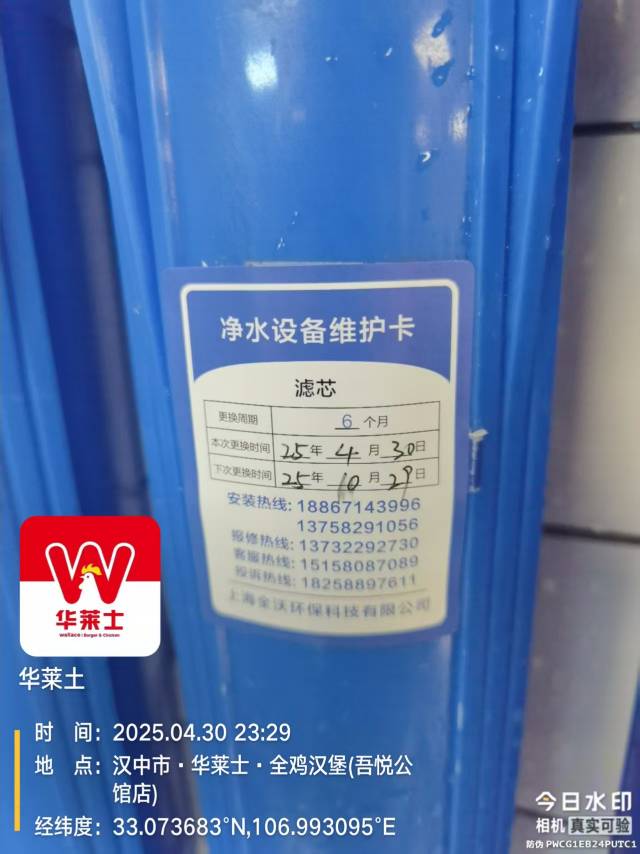 净水设备维护卡
滤芯
更换周期 6 个月
本次更换时间 25年 4 月 30日
下次更换时间 25年 10 月 29日
安装热线: 18867143996
13758291056
报修热线: 13732292730
客服热线: 15158087089
投诉热线: 18258897611
上海金沃环保科技有限公司
华莱士
wallace: Burger & Chicken
华莱士
时 间: 2025.04.30 23:29
地 点: 汉中市·华莱士·全鸡汉堡(吾悦公
馆店)
经纬度: 33.073683°N,106.993095°E
今日水印
相机 真实可验
防伪 PWCG1EB24PUTC1